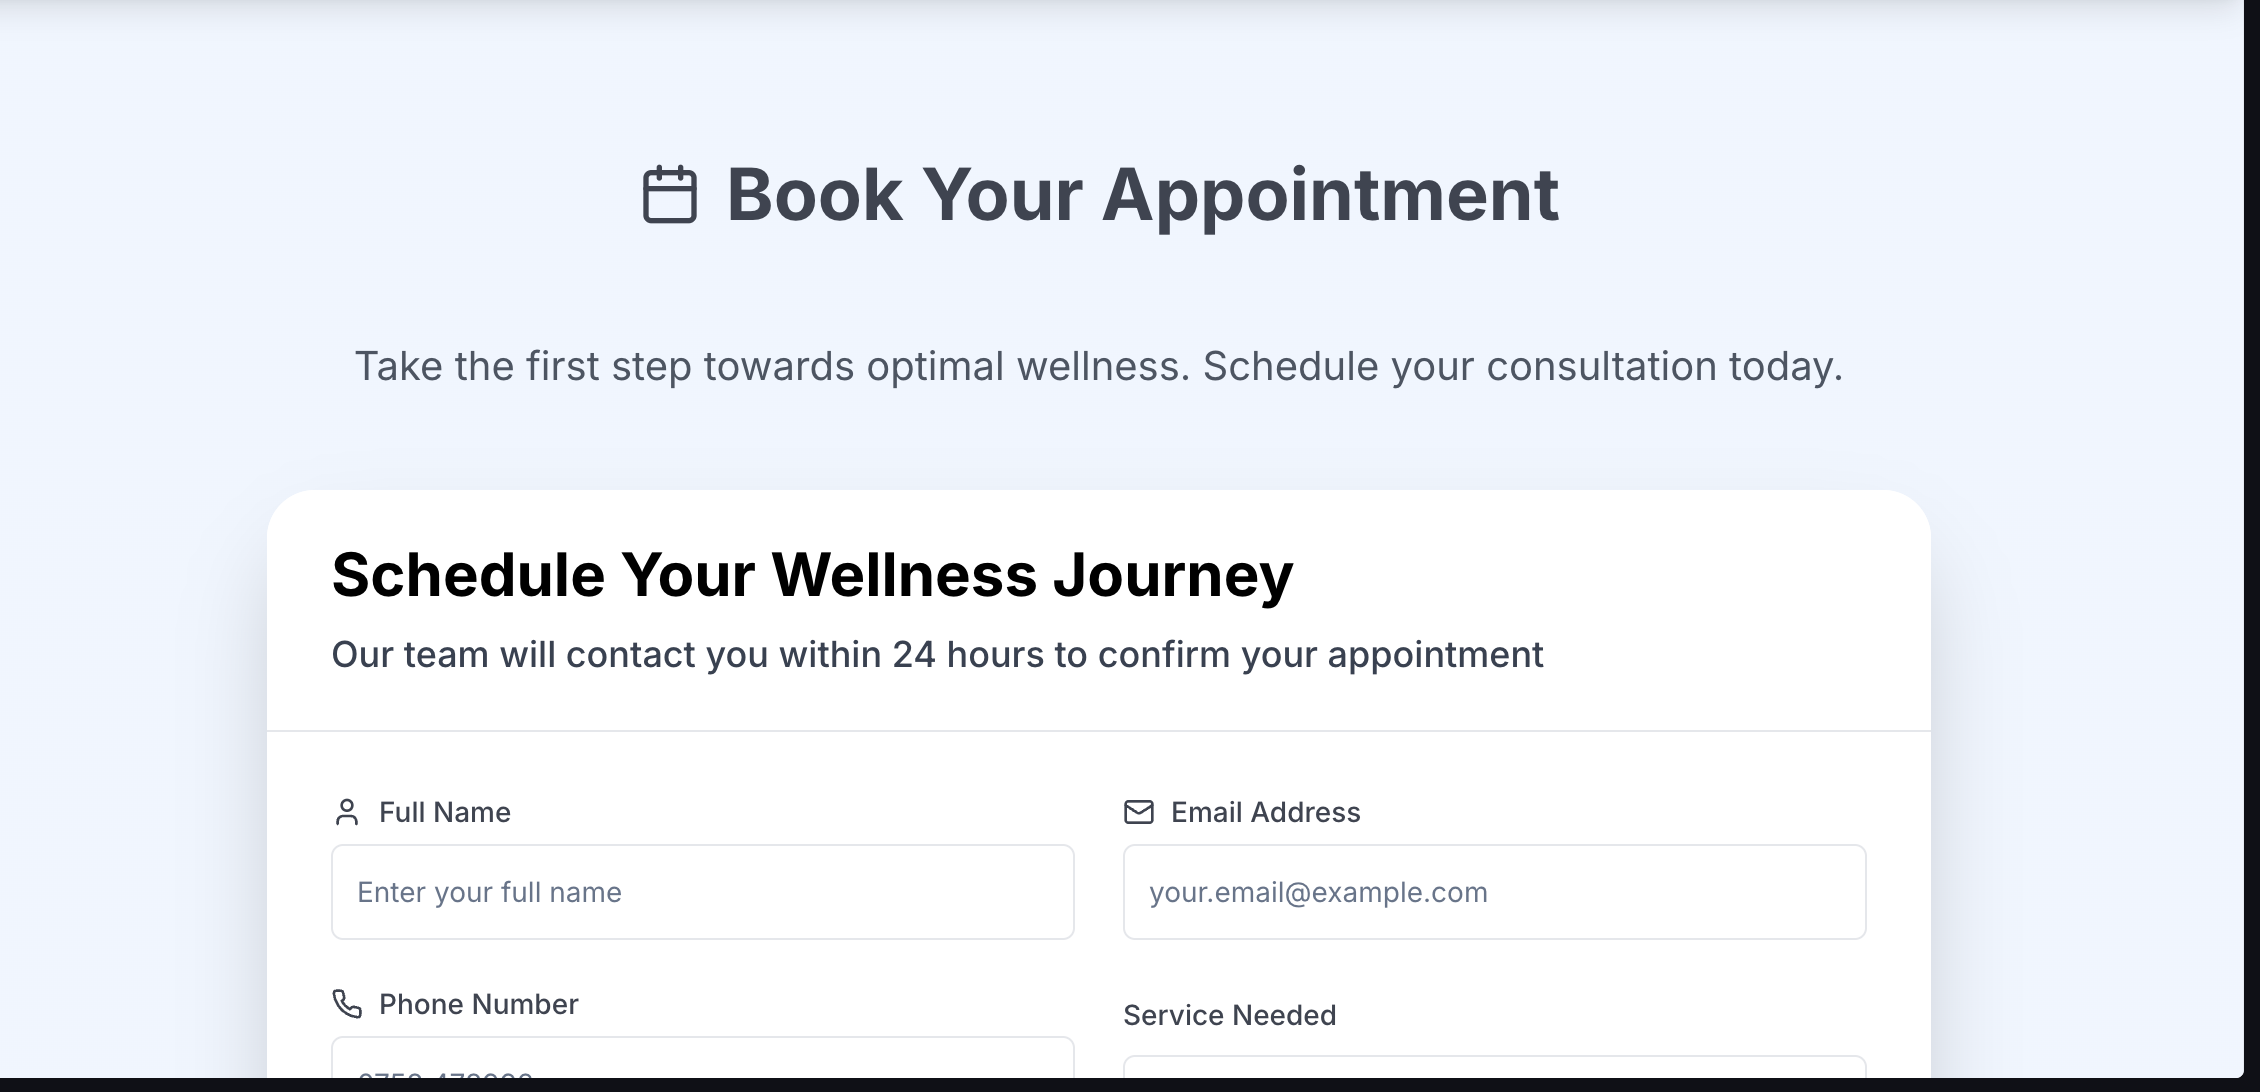 Book Your Appointment
Take the first step towards optimal wellness. Schedule your consultation today.
Schedule Your Wellness Journey
Our team will contact you within 24 hours to confirm your appointment
Full Name
Email Address
Enter your full name
your.email@example.com
Phone Number
Service Needed